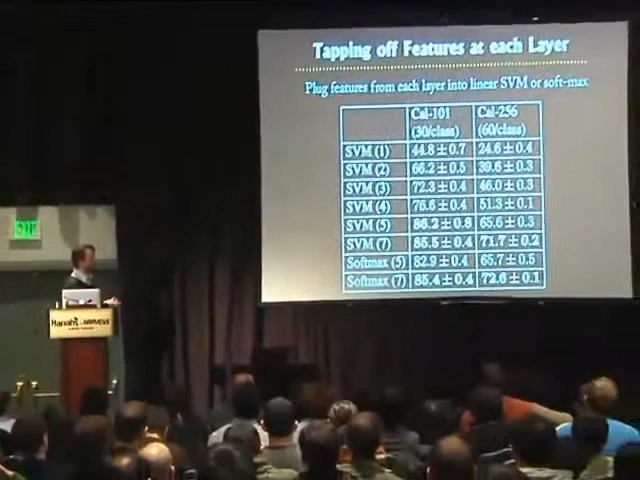 Tapping off Features at each Layer
Plug features from each layer into linear SVM or soft-max
Cal-101 Cal-256
(30/class) (60/class)
SVM (1) 44.8 ± 0.7 24.6 ± 0.4
SVM (2) 66.2 ± 0.5 39.6 ± 0.3
SVM (3) 72.3 ± 0.4 46.0 ± 0.3
SVM (4) 76.6 ± 0.4 51.3 ± 0.1
SVM (5) 86.2 ± 0.8 65.6 ± 0.3
SVM (7) 85.5 ± 0.4 71.7 ± 0.2
Softmax (5) 82.9 ± 0.4 65.7 ± 0.5
Softmax (7) 85.4 ± 0.4 72.6 ± 0.1
Harrah's HARVEYS